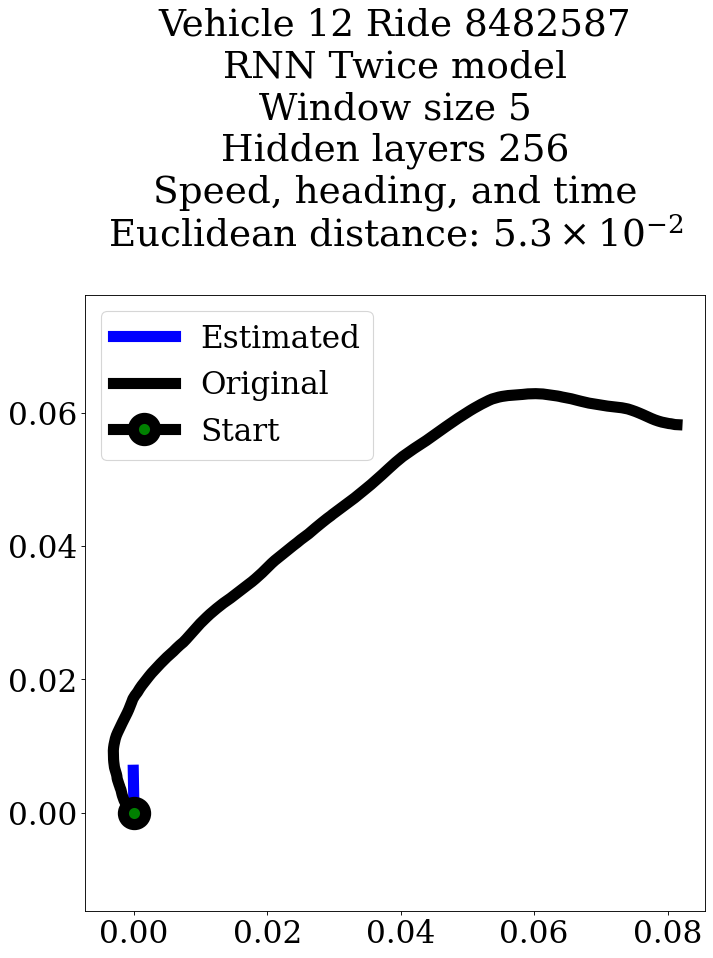 Vehicle 12 Ride 8482587
RNN Twice model
Window size 5
Hidden layers 256
Speed, heading, and time
Euclidean distance: 5.3 × 10⁻²
Estimated
Original
Start
0.06
0.04
0.02
0.00
0.00 0.02 0.04 0.06 0.08